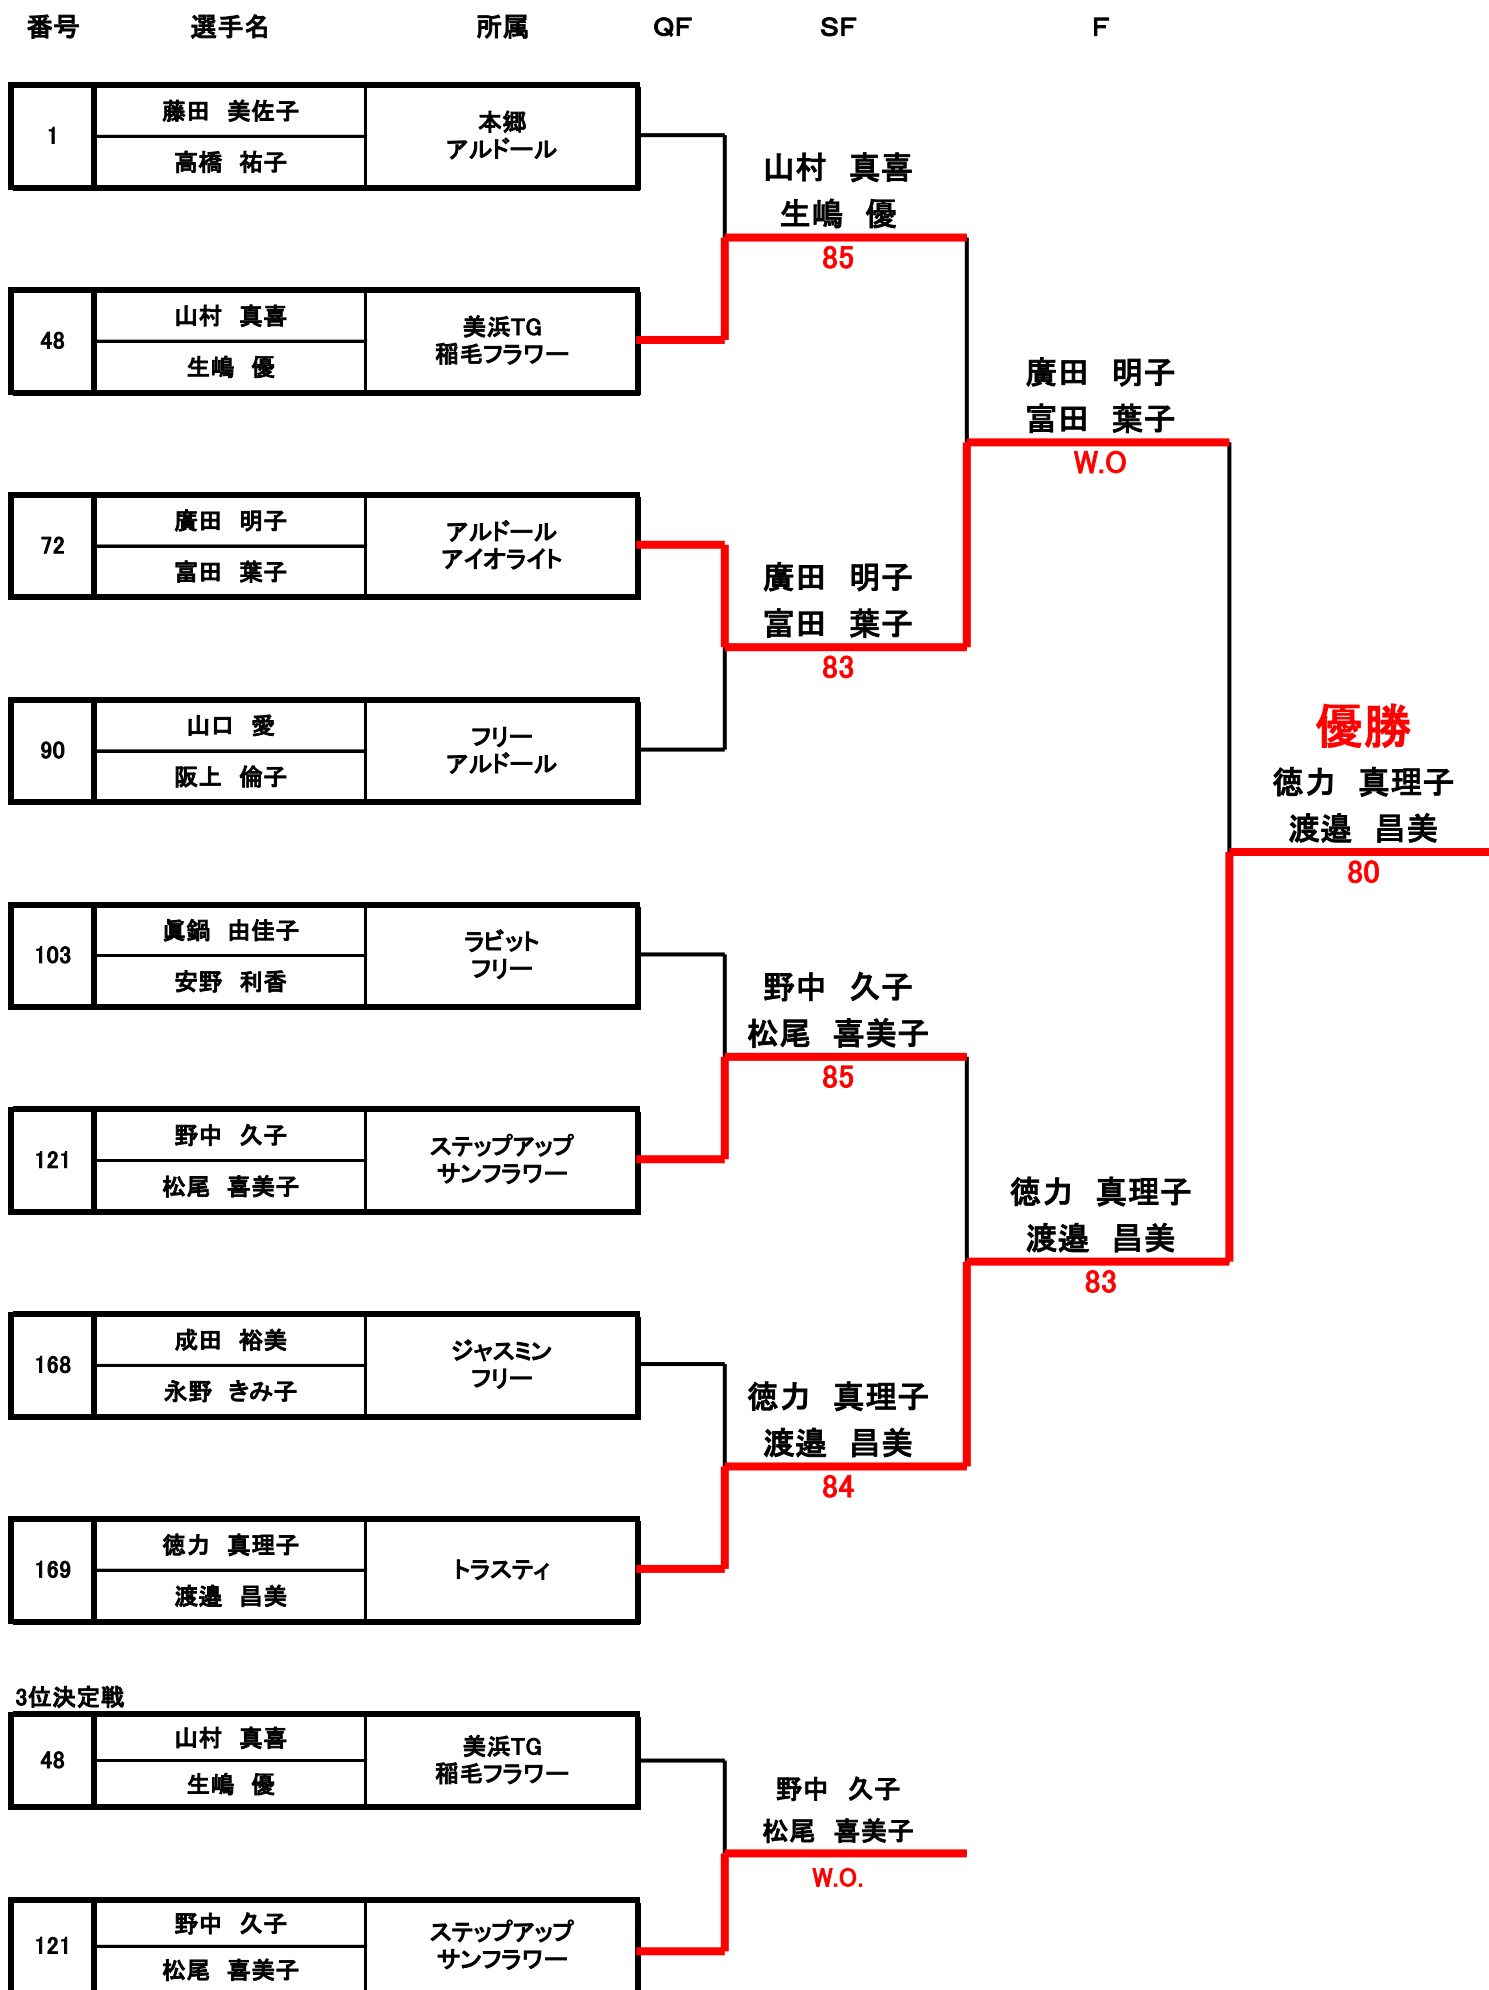 番号 選手名 所属 QF SF F
1
藤田 美佐子
高橋 祐子
本郷
アルドール
山村 真喜
生嶋 優
85
48
山村 真喜
生嶋 優
美浜TG
稲毛フラワー
廣田 明子
富田 葉子
W.O
72
廣田 明子
富田 葉子
アルドール
アイオライト
廣田 明子
富田 葉子
83
90
山口 愛
阪上 倫子
フリー
アルドール
優勝
徳力 真理子
渡邉 昌美
80
103
眞鍋 由佳子
安野 利香
ラビット
フリー
野中 久子
松尾 喜美子
85
121
野中 久子
松尾 喜美子
ステップアップ
サンフラワー
徳力 真理子
渡邉 昌美
83
168
成田 裕美
永野 きみ子
ジャスミン
フリー
徳力 真理子
渡邉 昌美
84
169
徳力 真理子
渡邉 昌美
トラスティ
3位決定戦
48
山村 真喜
生嶋 優
美浜TG
稲毛フラワー
野中 久子
松尾 喜美子
W.O.
121
野中 久子
松尾 喜美子
ステップアップ
サンフラワー